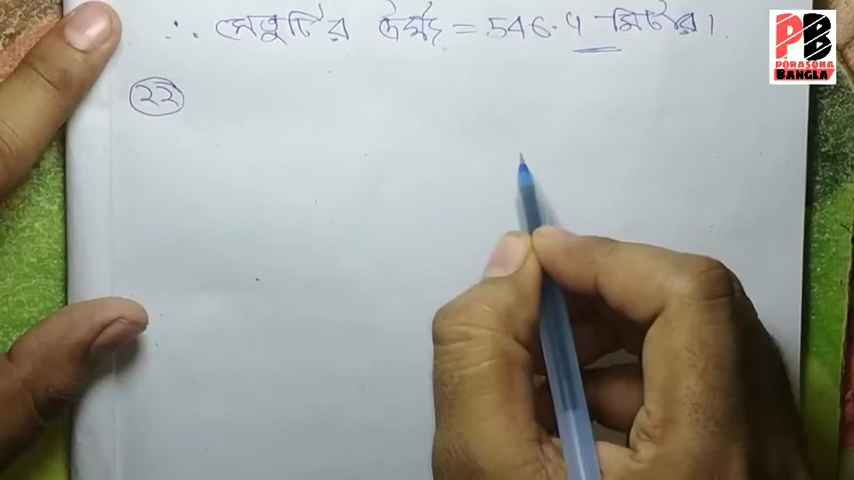 ∴ সেতুটির দৈর্ঘ্য = 546.4 মিটার।
২২
PB
PORASONA
BANGLA